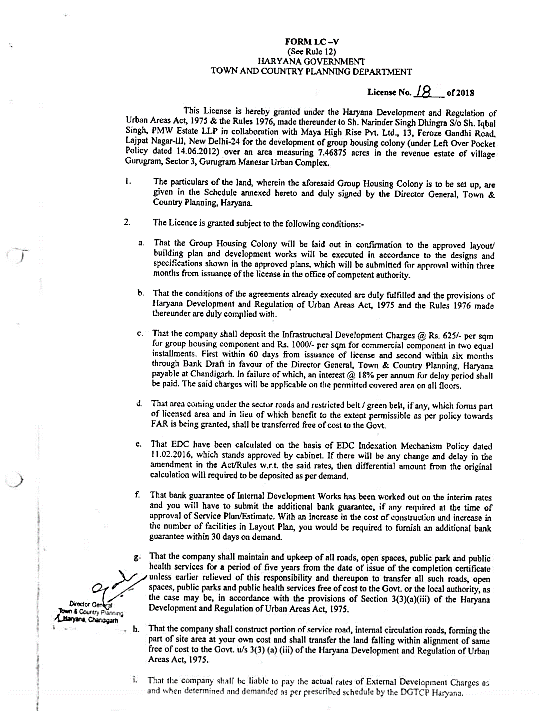 FORM LC –V
(See Rule 12)
HARYANA GOVERNMENT
TOWN AND COUNTRY PLANNING DEPARTMENT
License No. 18 of 2018
This License is hereby granted under the Haryana Development and Regulation of
Urban Areas Act, 1975 & the Rules 1976, made thereunder to Sh. Narinder Singh Dhingra S/o Sh. Iqbal
Singh, PMW Estate LLP in collaboration with Maya High Rise Pvt. Ltd., 13, Feroze Gandhi Road,
Lajpat Nagar-III, New Delhi-24 for the development of group housing colony (under Left Over Pocket
Policy dated 14.06.2012) over an area measuring 7.46875 acres in the revenue estate of village
Gurugram, Sector 3, Gurugram Manesar Urban Complex.
1. The particulars of the land, wherein the aforesaid Group Housing Colony is to be set up, are
given in the Schedule annexed hereto and duly signed by the Director General, Town &
Country Planning, Haryana.
2. The Licence is granted subject to the following conditions:-
a. That the Group Housing Colony will be laid out in confirmation to the approved layout/
building plan and development works will be executed in accordance to the designs and
specifications shown in the approved plans, which will be submitted for approval within three
months from issuance of the license in the office of competent authority.
b. That the conditions of the agreements already executed are duly fulfilled and the provisions of
Haryana Development and Regulation of Urban Areas Act, 1975 and the Rules 1976 made
thereunder are duly complied with.
c. That the company shall deposit the Infrastructural Development Charges @ Rs. 625/- per sqm
for group housing component and Rs. 1000/- per sqm for commercial component in two equal
installments. First within 60 days from issuance of license and second within six months
through Bank Draft in favour of the Director General, Town & Country Planning, Haryana
payable at Chandigarh. In failure of which, an interest @ 18% per annum for delay period shall
be paid. The said charges will be applicable on the permitted covered area on all floors.
d. That area coming under the sector roads and restricted belt / green belt, if any, which forms part
of licensed area and in lieu of which benefit to the extent permissible as per policy towards
FAR is being granted, shall be transferred free of cost to the Govt.
e. That EDC have been calculated on the basis of EDC Indexation Mechanism Policy dated
11.02.2016, which stands approved by cabinet. If there will be any change and delay in the
amendment in the Act/Rules w.r.t. the said rates, then differential amount from the original
calculation will required to be deposited as per demand.
f. That bank guarantee of Internal Development Works has been worked out on the interim rates
and you will have to submit the additional bank guarantee, if any required at the time of
approval of Service Plan/Estimate. With an increase in the cost of construction and increase in
the number of facilities in Layout Plan, you would be required to furnish an additional bank
guarantee within 30 days on demand.
g. That the company shall maintain and upkeep of all roads, open spaces, public park and public
health services for a period of five years from the date of issue of the completion certificate
unless earlier relieved of this responsibility and thereupon to transfer all such roads, open
spaces, public parks and public health services free of cost to the Govt. or the local authority, as
the case may be, in accordance with the provisions of Section 3(3)(a)(iii) of the Haryana
Development and Regulation of Urban Areas Act, 1975.
Director General
Town & Country Planning
Haryana, Chandigarh
h. That the company shall construct portion of service road, internal circulation roads, forming the
part of site area at your own cost and shall transfer the land falling within alignment of same
free of cost to the Govt. u/s 3(3) (a) (iii) of the Haryana Development and Regulation of Urban
Areas Act, 1975.
i. That the company shall be liable to pay the actual rates of External Development Charges as
and when determined and demanded as per prescribed schedule by the DGTCP Haryana.